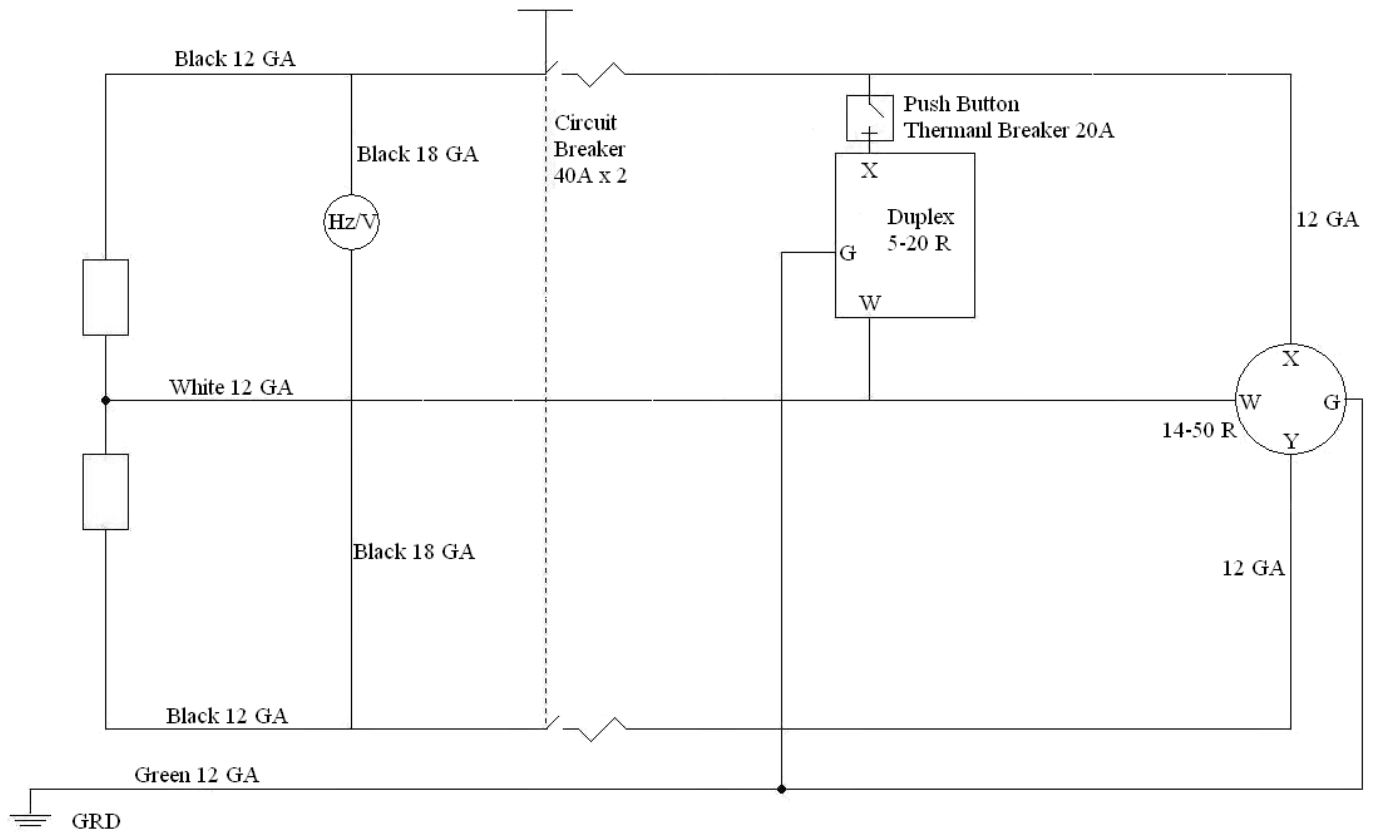 Black 12 GA
Push Button
Thermanl Breaker 20A
Circuit
Breaker
40A x 2
Black 18 GA
X
Duplex
5-20 R
Hz/V
12 GA
G
W
X
White 12 GA
W
G
14-50 R
Y
Black 18 GA
12 GA
Black 12 GA
Green 12 GA
GRD